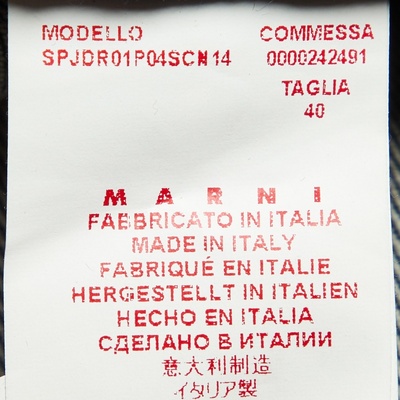 MODELLO COMMESSA
SPJDR01P04SCN14 0000242491
TAGLIA
40
MARNI
FABBRICATO IN ITALIA
MADE IN ITALY
FABRIQUÉ EN ITALIE
HERGESTELLT IN ITALIEN
HECHO EN ITALIA
СДЕЛАНО В ИТАЛИИ
意大利制造
イタリア製